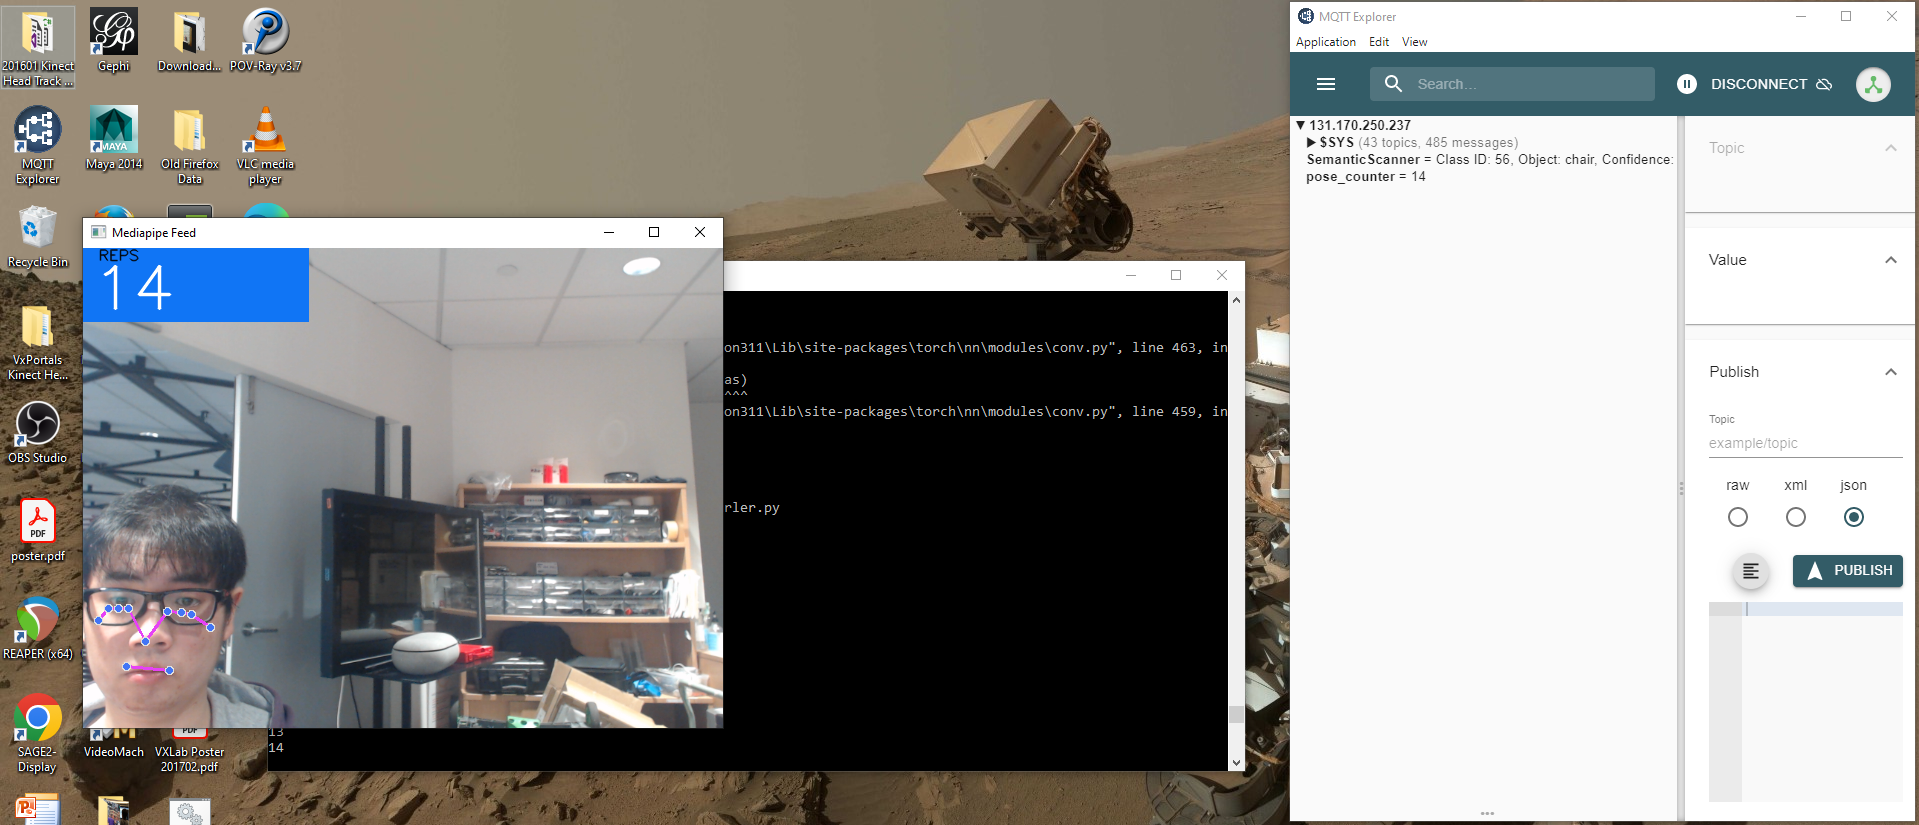 201601 Kinect
Head Track ...
Gephi
Download...
POV-Ray v3.7
MQTT
Explorer
MAYA
Maya 2014
Old Firefox
Data
VLC media
player
Recycle Bin
VxPortals
Kinect He...
OBS Studio
PDF
poster.pdf
REAPER (x64)
SAGE2-
Display
VideoMach
PDF
VXLab Poster
201702.pdf
Mediapipe Feed
REPS
14
on311\Lib\site-packages\torch\nn\modules\conv.py", line 463, in
as)
^^^
on311\Lib\site-packages\torch\nn\modules\conv.py", line 459, in
rler.py
13
14
MQTT Explorer
Application Edit View
Search...
DISCONNECT
131.170.250.237
$SYS (43 topics, 485 messages)
SemanticScanner = Class ID: 56, Object: chair, Confidence:
pose_counter = 14
Topic
Value
Publish
Topic
example/topic
raw xml json
PUBLISH